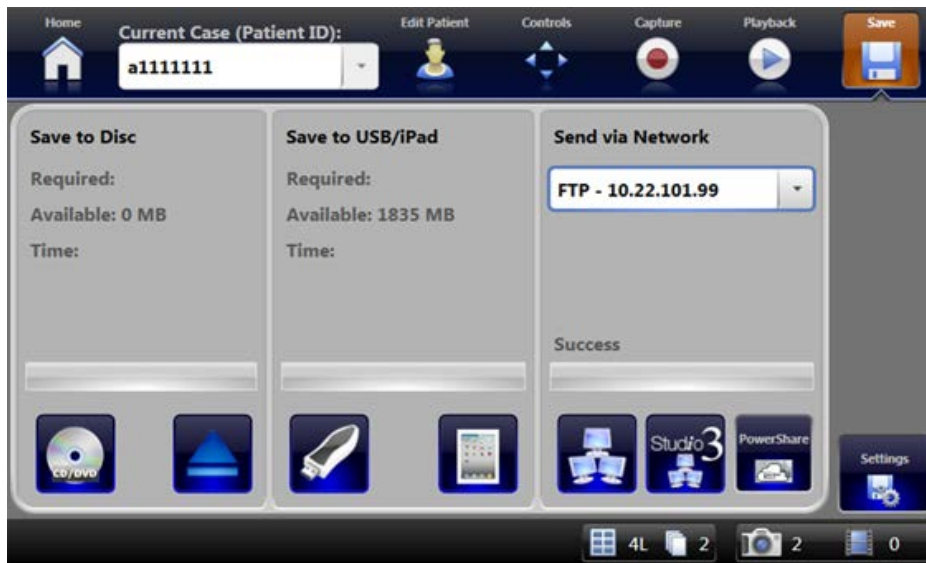 Home
Current Case (Patient ID):
Edit Patient
Controls
Capture
Playback
Save
a1111111
Save to Disc
Required:
Available: 0 MB
Time:
Save to USB/iPad
Required:
Available: 1835 MB
Time:
Send via Network
FTP - 10.22.101.99
Success
CD/DVD
Studio3
PowerShare
Settings
4L
2
2
0